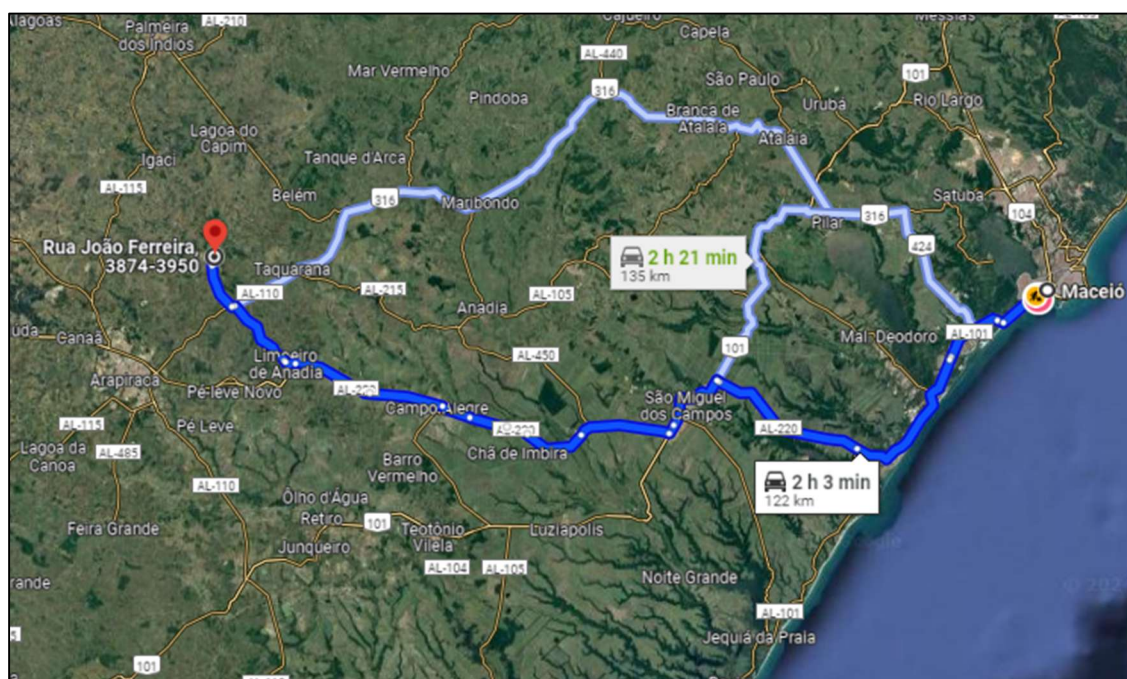 Lagoas
AL-210
Cajueiro
Messias
Palmeira
dos Índios
Capela
AL-440
Mar Vermelho
São Paulo
101
316
Pindoba
Uruba
Rio Largo
Branca de
Atalaia
Atalaia
Lagoa do
Capim
Igaci
Tanque d'Arca
AL-115
Belém
316
Maribondo
Satuba
104
Pilar
316
Rua João Ferreira,
3874-3950
424
2 h 21 min
135 km
Taquarana
AL-110
AL-215
AL-105
Maceió
Anadia
AL-101
Canaã
Mal. Deodoro
101
Limoeiro
de Anadia
AL-450
Arapiraca
Pé-leve Novo
AL-220
Campo Alegre
São Miguel
dos Campos
AL-115
Pé Leve
AL-220
AL-220
Lagoa da
Canoa
AL-485
Chã de Imbira
Barro
Vermelho
2 h 3 min
122 km
AL-110
Ôlho d'Água
Feira Grande
Retiro
101
Teotônio
Vilela
Luziapolis
Junqueiro
AL-104
AL-105
Noite Grande
AL-101
Jequiá da Praia
101